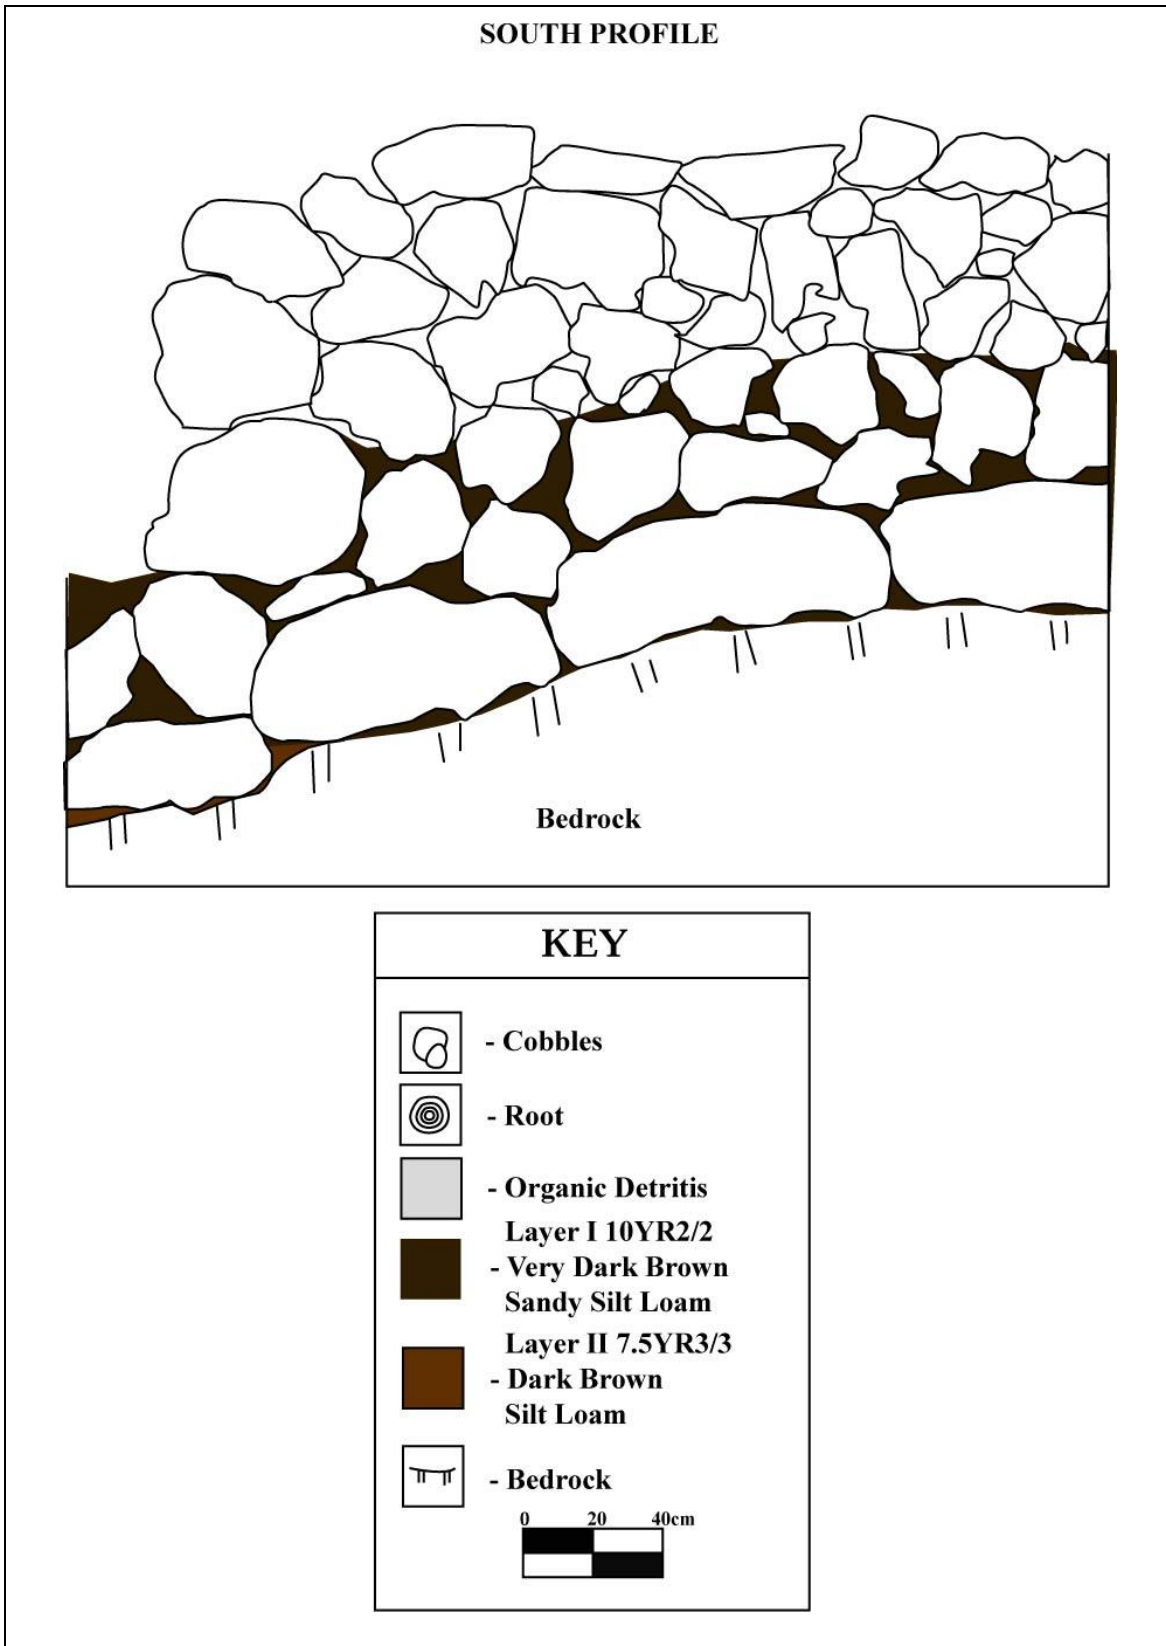 SOUTH PROFILE
Bedrock
KEY
- Cobbles
- Root
- Organic Detritis
Layer I 10YR2/2
- Very Dark Brown
Sandy Silt Loam
Layer II 7.5YR3/3
- Dark Brown
Silt Loam
- Bedrock
0 20 40cm